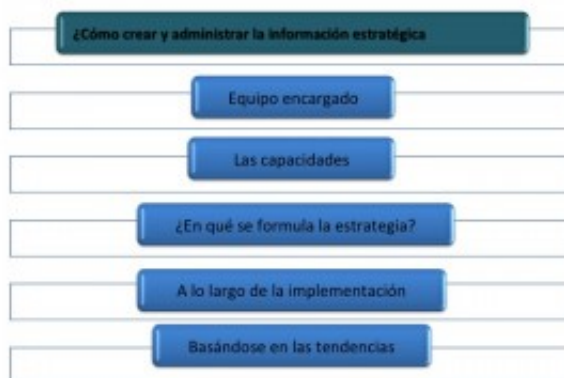 ¿Cómo crear y administrar la información estratégica
Equipo encargado
Las capacidades
¿En qué se formula la estrategia?
A lo largo de la implementación
Basándose en las tendencias